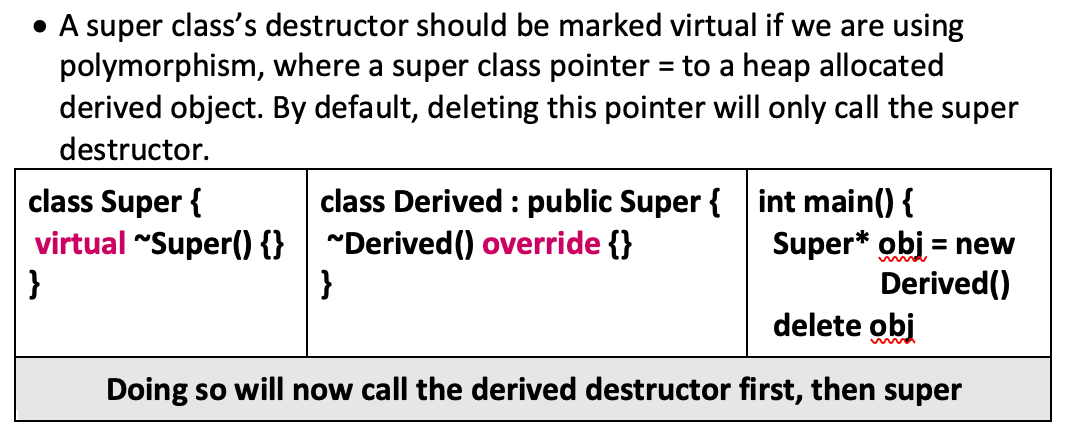 • A super class’s destructor should be marked virtual if we are using
polymorphism, where a super class pointer = to a heap allocated
derived object. By default, deleting this pointer will only call the super
destructor.
class Super {
virtual ~Super() {}
}
class Derived : public Super {
~Derived() override {}
}
int main() {
Super* obj = new
Derived()
delete obj
Doing so will now call the derived destructor first, then super